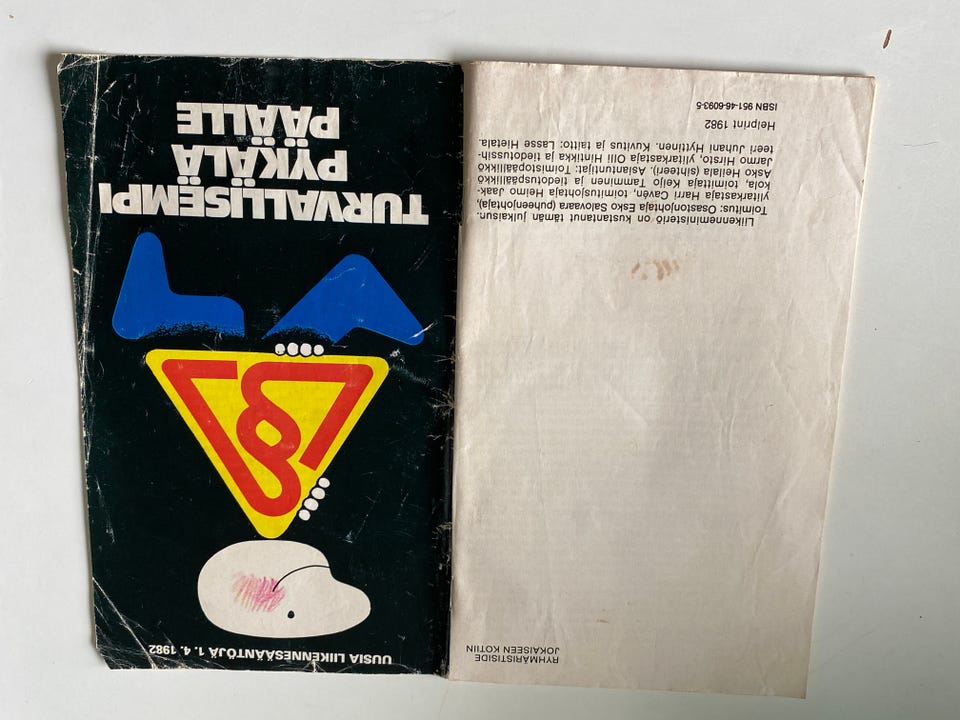 UUSIA LIIKENNESÄÄNTÖJÄ 1. 4. 1982
§
TURVALLISEMPI
PYKÄLÄ
PÄÄLLE
RYHMÄRISTISIDE
JOKAISEEN KOTIIN
Liikenneministeriö on kustantanut tämän julkaisun.
Toimitus: Osastonjohtaja Esko Salovaara (puheenjohtaja),
ylitarkastaja Harri Cavén, toimitusjohtaja Heimo Jaak-
kola, toimittaja Keijo Tamminen ja tiedotuspäällikkö
Asko Heilala (sihteeri). Asiantuntijat: Toimistopäällikkö
Jarmo Hirsto, ylitarkastaja Olli Hintikka ja tiedotussih-
teeri Juhani Hyttinen. Kuvitus ja taitto: Lasse Hietala.
Helprint 1982
ISBN 951-46-6093-5